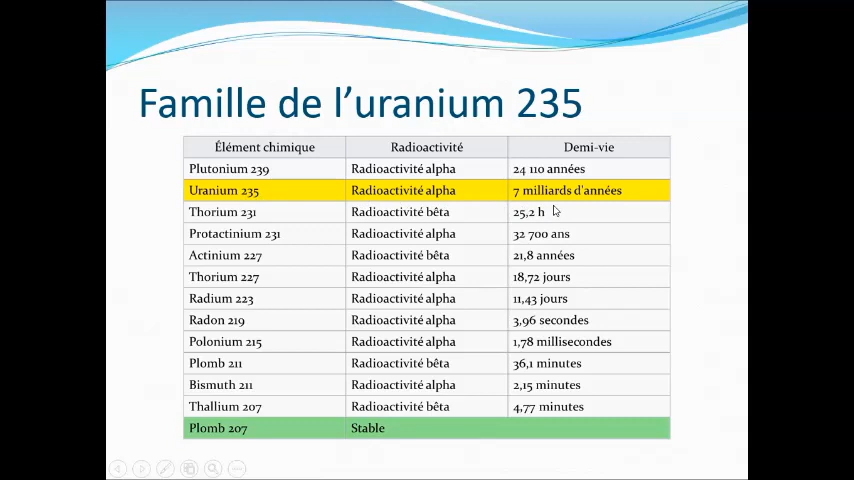 Famille de l'uranium 235
Élément chimique Radioactivité Demi-vie
Plutonium 239 Radioactivité alpha 24 110 années
Uranium 235 Radioactivité alpha 7 milliards d'années
Thorium 231 Radioactivité bêta 25,2 h
Protactinium 231 Radioactivité alpha 32 700 ans
Actinium 227 Radioactivité bêta 21,8 années
Thorium 227 Radioactivité alpha 18,72 jours
Radium 223 Radioactivité alpha 11,43 jours
Radon 219 Radioactivité alpha 3,96 secondes
Polonium 215 Radioactivité alpha 1,78 millisecondes
Plomb 211 Radioactivité bêta 36,1 minutes
Bismuth 211 Radioactivité alpha 2,15 minutes
Thallium 207 Radioactivité bêta 4,77 minutes
Plomb 207 Stable